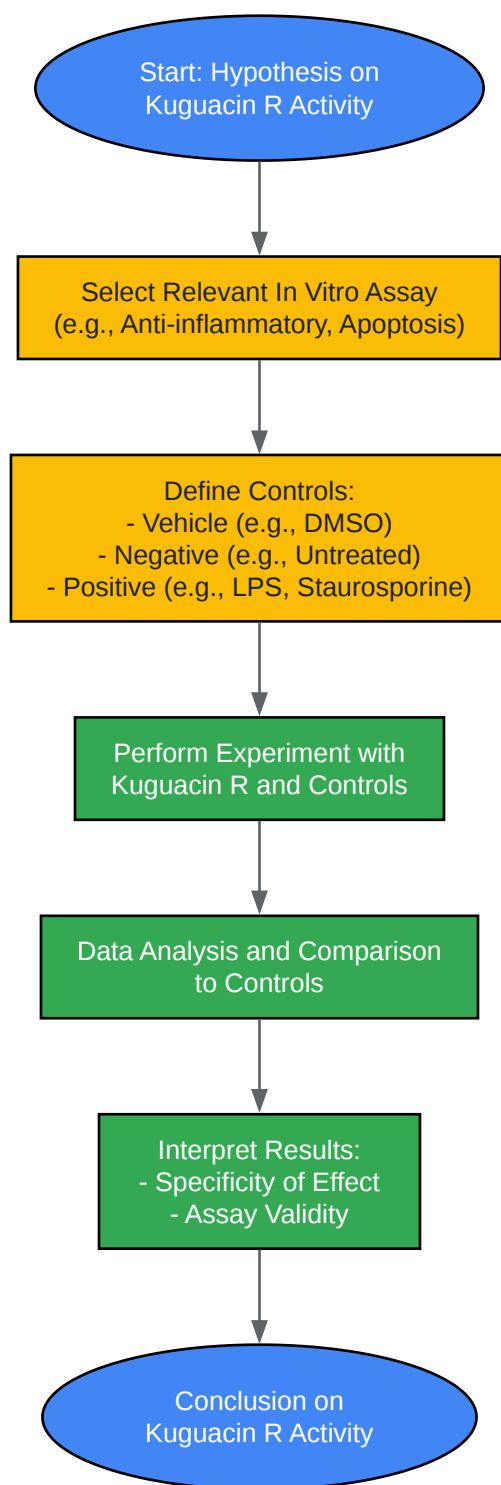 Start: Hypothesis on
Kuguacin R Activity
Select Relevant In Vitro Assay
(e.g., Anti-inflammatory, Apoptosis)
Define Controls:
- Vehicle (e.g., DMSO)
- Negative (e.g., Untreated)
- Positive (e.g., LPS, Staurosporine)
Perform Experiment with
Kuguacin R and Controls
Data Analysis and Comparison
to Controls
Interpret Results:
- Specificity of Effect
- Assay Validity
Conclusion on
Kuguacin R Activity